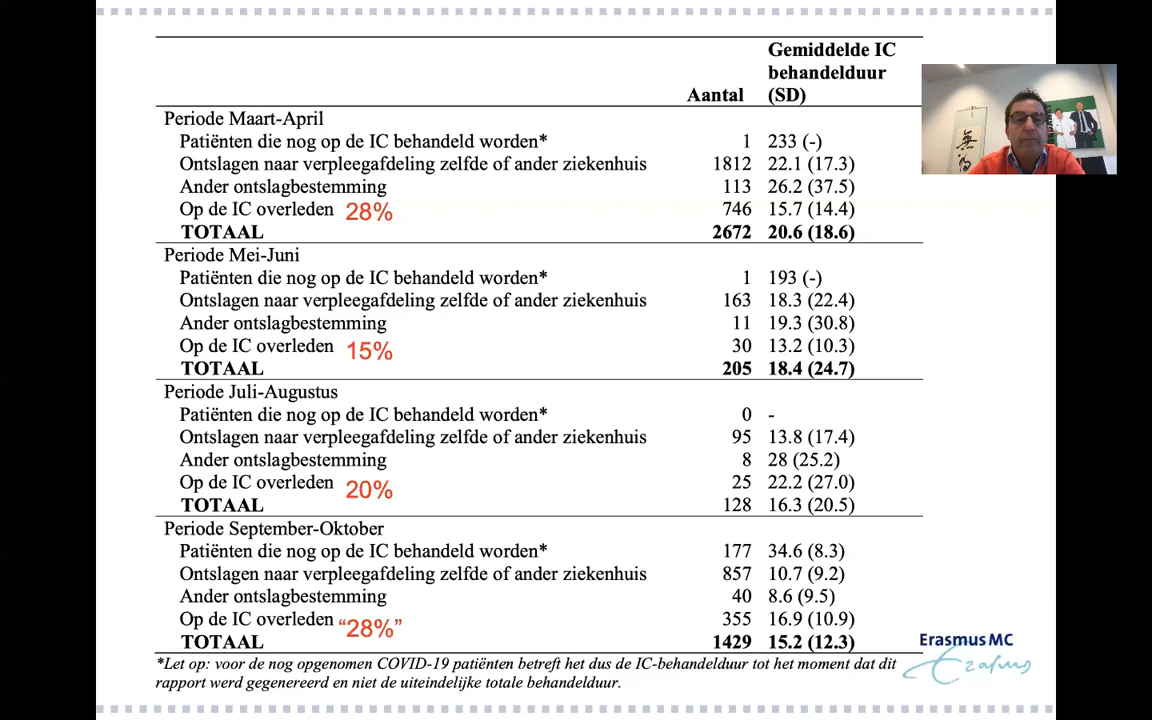 Gemiddelde IC
behandelduur
Aantal (SD)
Periode Maart-April
Patiënten die nog op de IC behandeld worden* 1 233 (-)
Ontslagen naar verpleegafdeling zelfde of ander ziekenhuis 1812 22.1 (17.3)
Ander ontslagbestemming 113 26.2 (37.5)
Op de IC overleden 28% 746 15.7 (14.4)
TOTAAL 2672 20.6 (18.6)
Periode Mei-Juni
Patiënten die nog op de IC behandeld worden* 1 193 (-)
Ontslagen naar verpleegafdeling zelfde of ander ziekenhuis 163 18.3 (22.4)
Ander ontslagbestemming 11 19.3 (30.8)
Op de IC overleden 15% 30 13.2 (10.3)
TOTAAL 205 18.4 (24.7)
Periode Juli-Augustus
Patiënten die nog op de IC behandeld worden* 0 -
Ontslagen naar verpleegafdeling zelfde of ander ziekenhuis 95 13.8 (17.4)
Ander ontslagbestemming 8 28 (25.2)
Op de IC overleden 20% 25 22.2 (27.0)
TOTAAL 128 16.3 (20.5)
Periode September-Oktober
Patiënten die nog op de IC behandeld worden* 177 34.6 (8.3)
Ontslagen naar verpleegafdeling zelfde of ander ziekenhuis 857 10.7 (9.2)
Ander ontslagbestemming 40 8.6 (9.5)
Op de IC overleden “28%” 355 16.9 (10.9)
TOTAAL 1429 15.2 (12.3)
*Let op: voor de nog opgenomen COVID-19 patiënten betreft het dus de IC-behandelduur tot het moment dat dit
rapport werd gegenereerd en niet de uiteindelijke totale behandelduur.
Erasmus MC
Erasmus